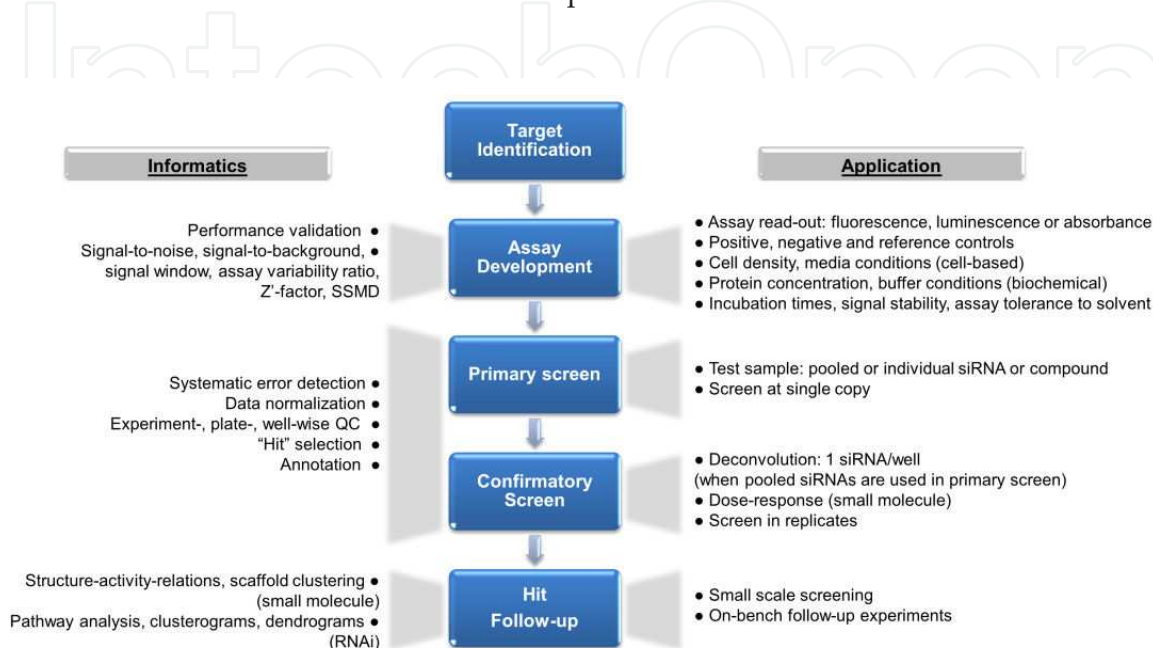 IntechOpen
Target
Identification
Informatics
Application
Performance validation ●
Signal-to-noise, signal-to-background, ●
signal window, assay variability ratio,
Z'-factor, SSMD
Assay
Development
● Assay read-out: fluorescence, luminescence or absorbance
● Positive, negative and reference controls
● Cell density, media conditions (cell-based)
● Protein concentration, buffer conditions (biochemical)
● Incubation times, signal stability, assay tolerance to solvent
Systematic error detection ●
Data normalization ●
Experiment-, plate-, well-wise QC ●
“Hit” selection ●
Annotation ●
Primary screen
● Test sample: pooled or individual siRNA or compound
● Screen at single copy
Confirmatory
Screen
● Deconvolution: 1 siRNA/well
(when pooled siRNAs are used in primary screen)
● Dose-response (small molecule)
● Screen in replicates
Structure-activity-relations, scaffold clustering ●
(small molecule)
Pathway analysis, clusterograms, dendrograms ●
(RNAi)
Hit
Follow-up
● Small scale screening
● On-bench follow-up experiments